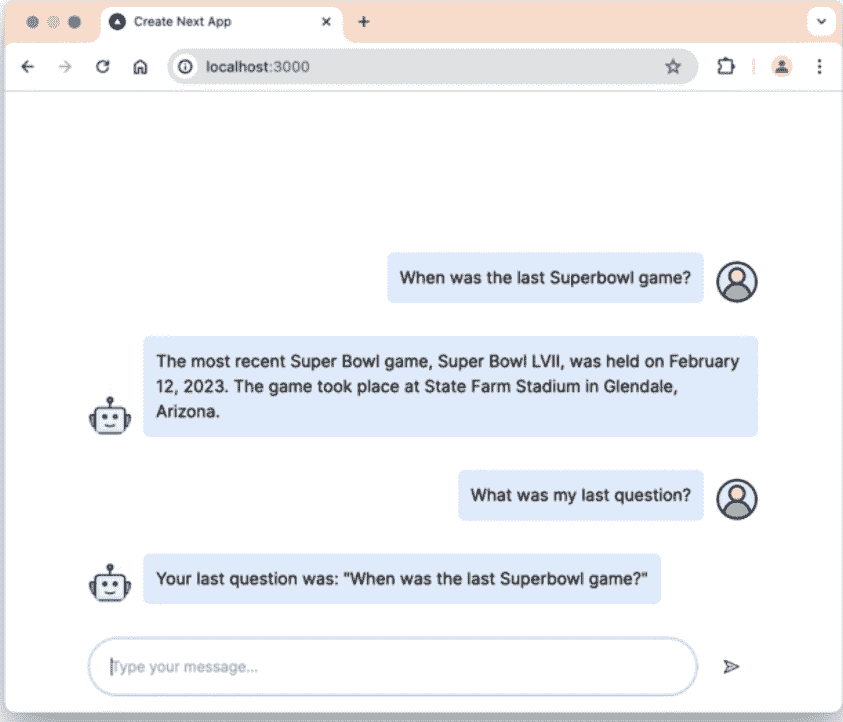 Create Next App
localhost:3000
When was the last Superbowl game?
The most recent Super Bowl game, Super Bowl LVII, was held on February
12, 2023. The game took place at State Farm Stadium in Glendale,
Arizona.
What was my last question?
Your last question was: "When was the last Superbowl game?"
Type your message...